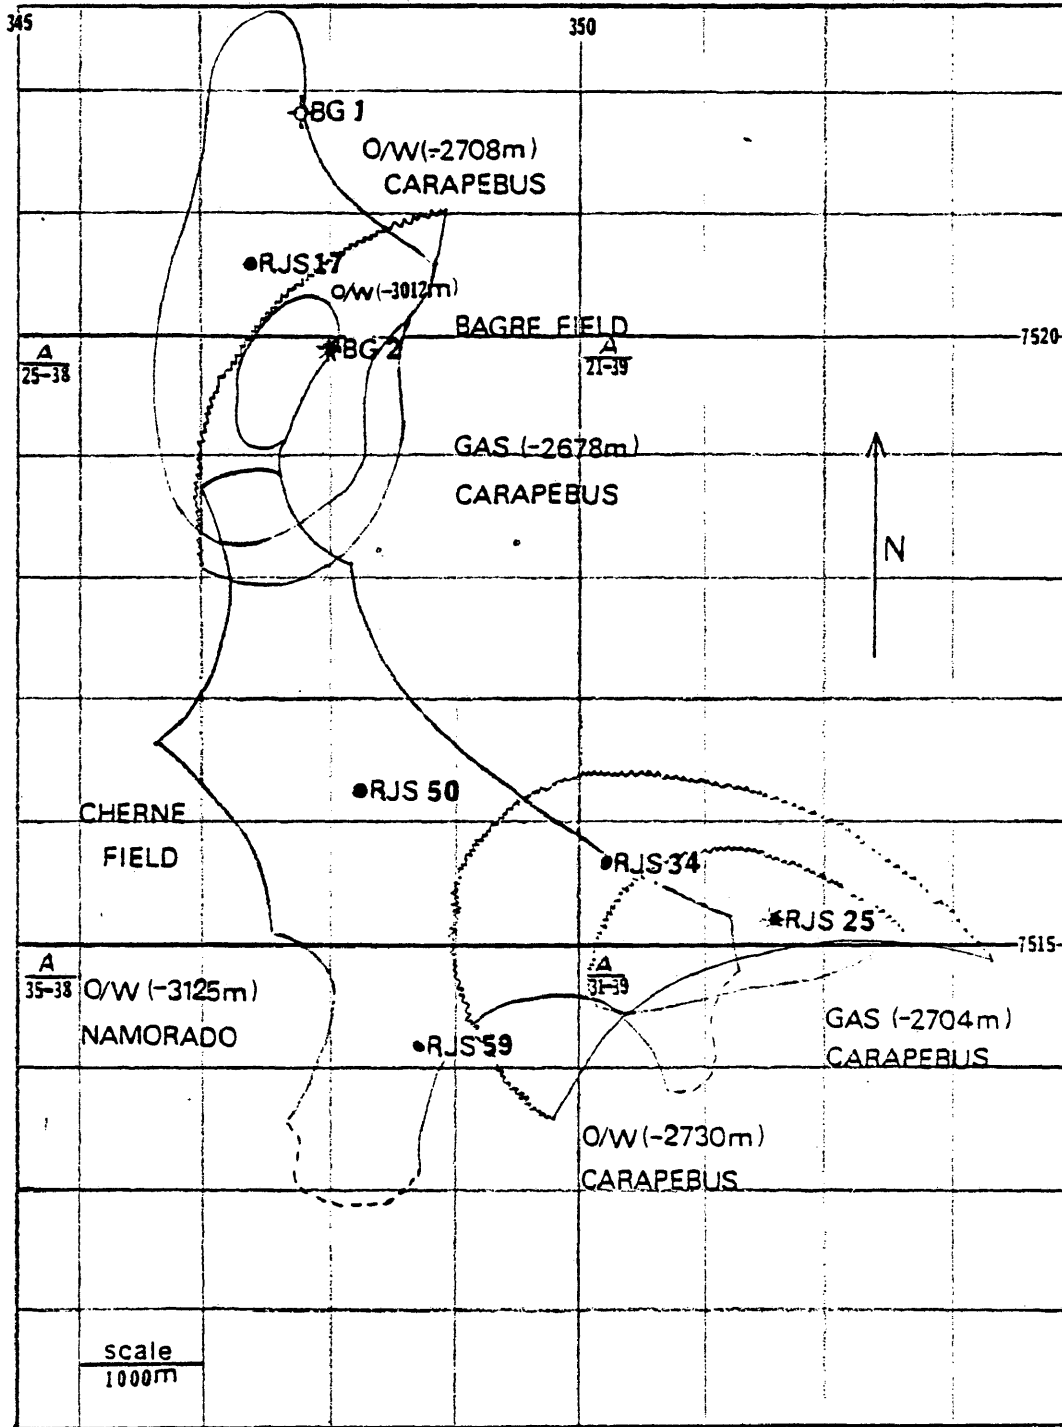 345
350
BG 1
O/W(-2708m)
CARAPEBUS
RJS 17
O/W(-3012m)
BAGRE FIELD
7520
BG 2
A
25-38
A
21-39
GAS (-2678m)
CARAPEBUS
N
RJS 50
CHERNE
FIELD
RJS 34
RJS 25
7515
A
35-38
O/W (-3125m)
NAMORADO
A
31-39
GAS (-2704m)
CARAPEBUS
RJS 59
O/W(-2730m)
CARAPEBUS
scale
1000m